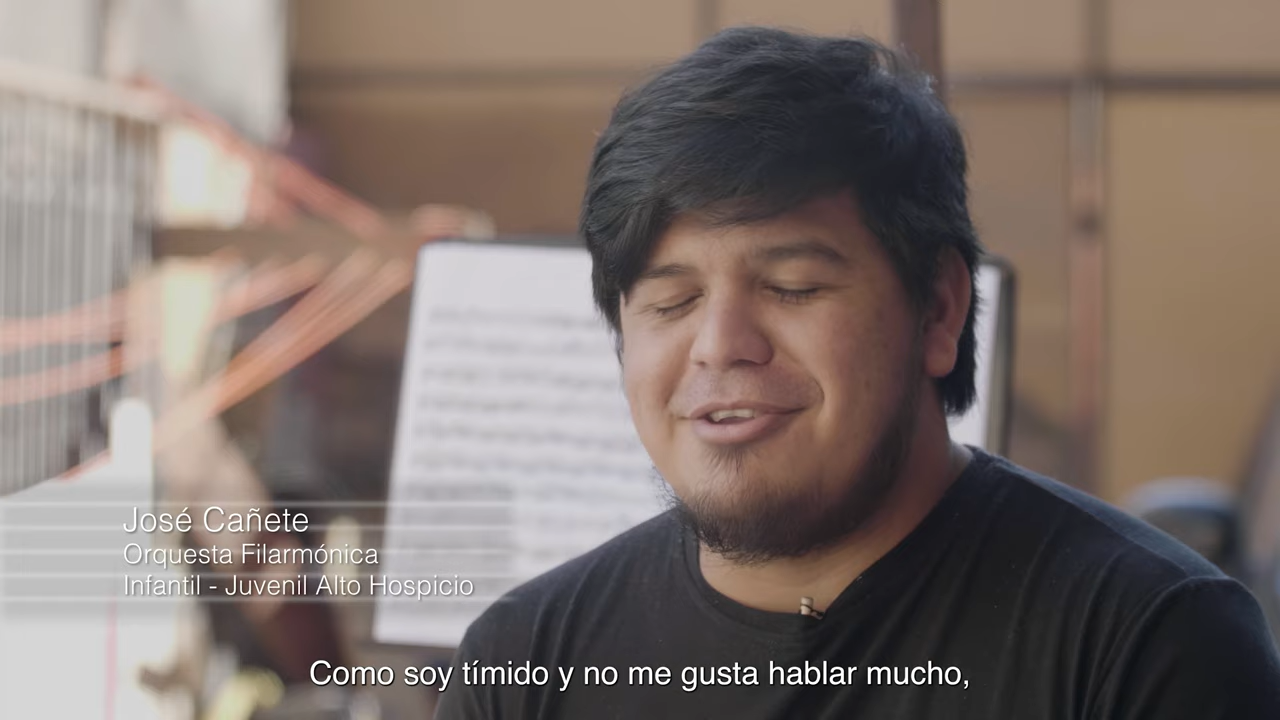 José Cañete
Orquesta Filarmónica
Infantil - Juvenil Alto Hospicio
Como soy tímido y no me gusta hablar mucho,